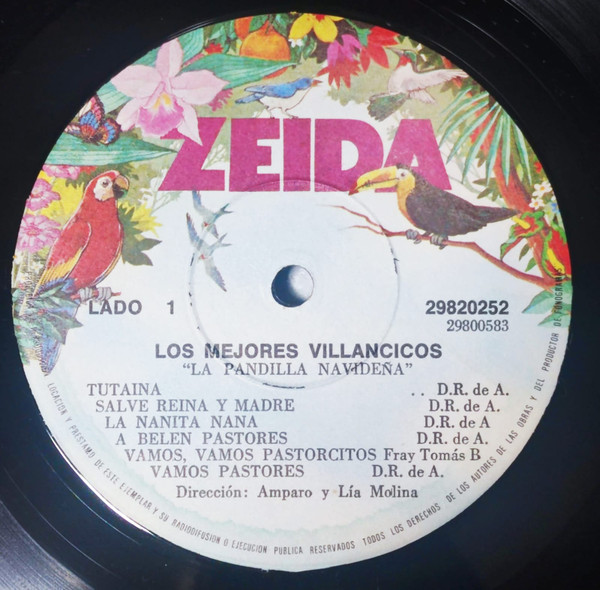 ZEIDA
LADO 1
29820252
29800583
LOS MEJORES VILLANCICOS
"LA PANDILLA NAVIDEÑA"
TUTAINA . . D.R. de A.
SALVE REINA Y MADRE D.R. de A.
LA NANITA NANA D.R. de A
A BELEN PASTORES D.R. de A.
VAMOS, VAMOS PASTORCITOS Fray Tomás B
VAMOS PASTORES D.R. de A.
Dirección: Amparo y Lía Molina
LOCACION Y PRESTAMO DE ESTE EJEMPLAR Y SU RADIODIFUSION O EJECUCION PUBLICA RESERVADOS TODOS LOS DERECHOS DE LOS AUTORES DE LAS OBRAS Y DEL PRODUCTOR DE FONOGRAMAS